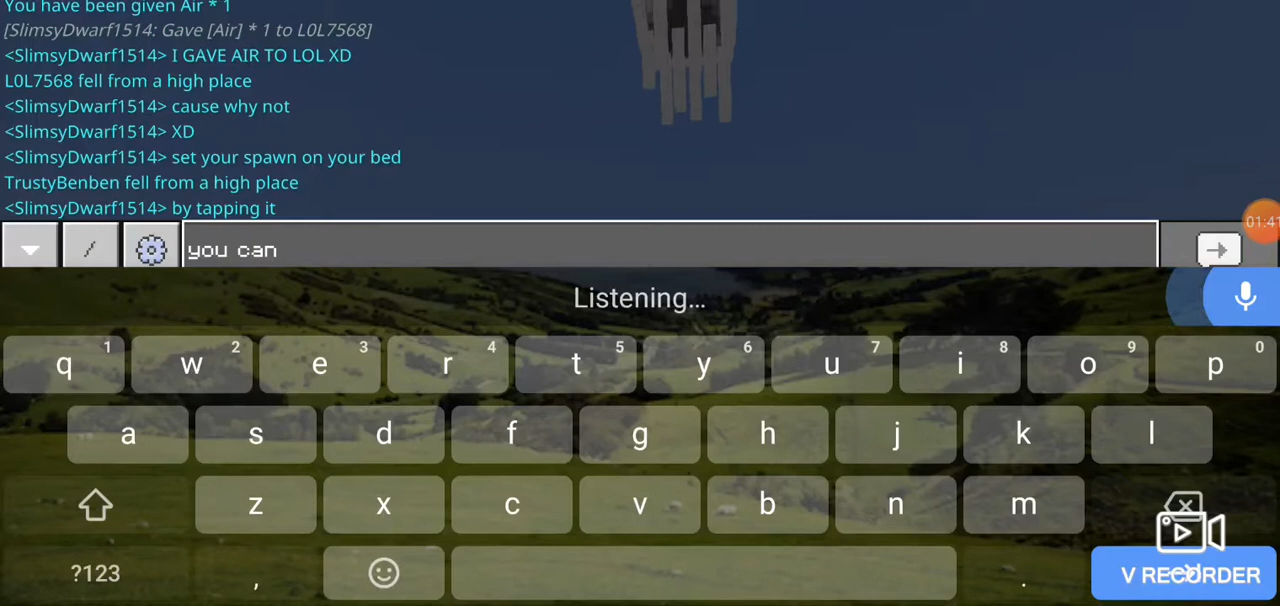 You have been given Air * 1
[SlimsyDwarf1514: Gave [Air] * 1 to L0L7568]
<SlimsyDwarf1514> I GAVE AIR TO LOL XD
L0L7568 fell from a high place
<SlimsyDwarf1514> cause why not
<SlimsyDwarf1514> XD
<SlimsyDwarf1514> set your spawn on your bed
TrustyBenben fell from a high place
<SlimsyDwarf1514> by tapping it
01:41
/ you can
Listening...
q 1 w 2 e 3 r 4 t 5 y 6 u 7 i 8 o 9 p 0
a s d f g h j k l
z x c v b n m
?123 , .
V RECORDER